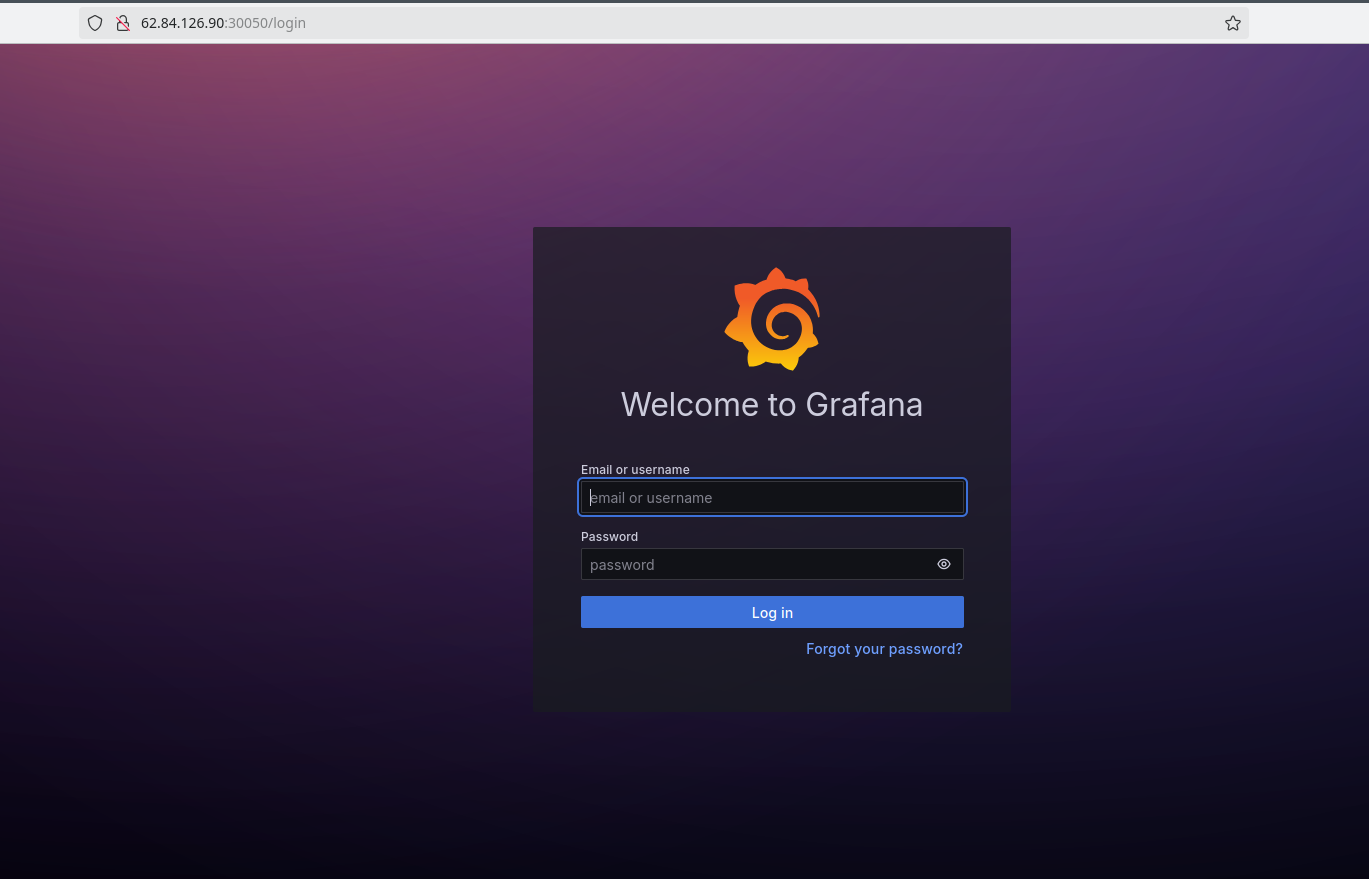 62.84.126.90:30050/login
Welcome to Grafana
Email or username
email or username
Password
password
Log in
Forgot your password?